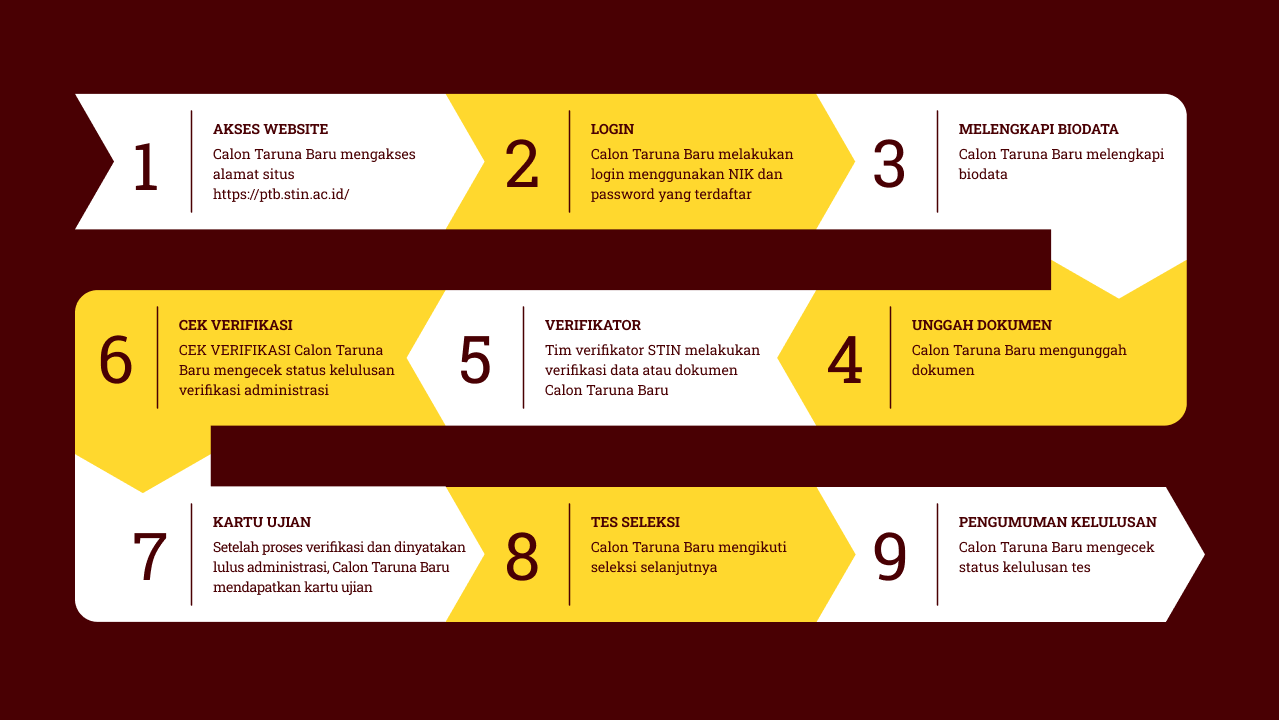 1
AKSES WEBSITE
Calon Taruna Baru mengakses
alamat situs
https://ptb.stin.ac.id/
2
LOGIN
Calon Taruna Baru melakukan
login menggunakan NIK dan
password yang terdaftar
3
MELENGKAPI BIODATA
Calon Taruna Baru melengkapi
biodata
4
UNGGAH DOKUMEN
Calon Taruna Baru mengunggah
dokumen
5
VERIFIKATOR
Tim verifikator STIN melakukan
verifikasi data atau dokumen
Calon Taruna Baru
6
CEK VERIFIKASI
CEK VERIFIKASI Calon Taruna
Baru mengecek status kelulusan
verifikasi administrasi
7
KARTU UJIAN
Setelah proses verifikasi dan dinyatakan
lulus administrasi, Calon Taruna Baru
mendapatkan kartu ujian
8
TES SELEKSI
Calon Taruna Baru mengikuti
seleksi selanjutnya
9
PENGUMUMAN KELULUSAN
Calon Taruna Baru mengecek
status kelulusan tes